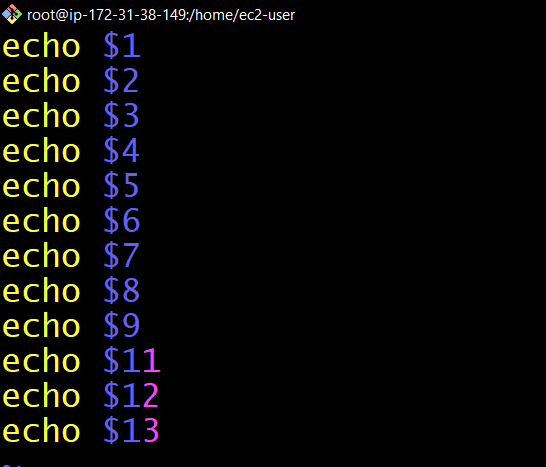 root@ip-172-31-38-149:/home/ec2-user
echo $1
echo $2
echo $3
echo $4
echo $5
echo $6
echo $7
echo $8
echo $9
echo $11
echo $12
echo $13
~